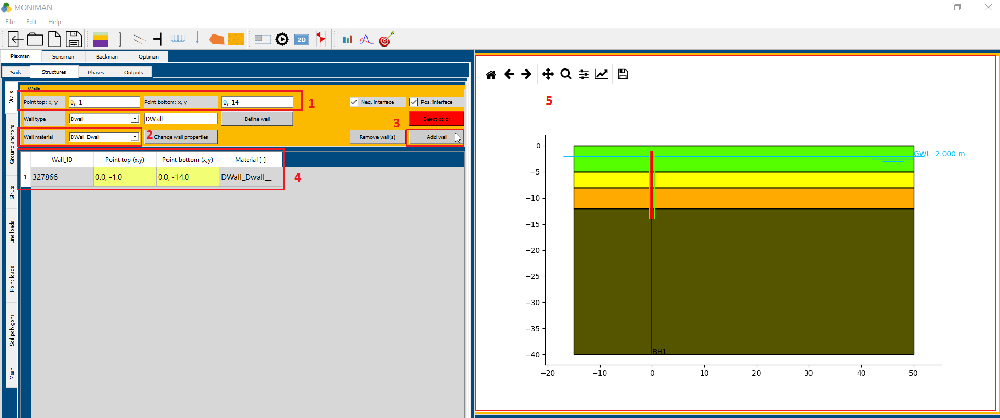 MONIMAN
File Edit Help
2D
Plaxman Sensiman Backman Optiman
Soils Structures Phases Outputs
Walls
Ground anchors
Struts
Line loads
Point loads
Soil polygons
Mesh
Walls
Point top: x, y 0,-1 Point bottom: x, y 0,-14 1 Neg. interface Pos. interface
Wall type Dwall DWall Define wall Select color
3
Wall material DWall_Dwall__ 2 Change wall properties Remove wall(s) Add wall
Wall_ID Point top (x,y) Point bottom (x,y) Material [-]
1 327866 0.0, -1.0 0.0, -14.0 DWall_Dwall__ 4
5
0
GWL -2.000 m
−5
−10
−15
−20
−25
−30
−35
−40
BH1
−20 −10 0 10 20 30 40 50